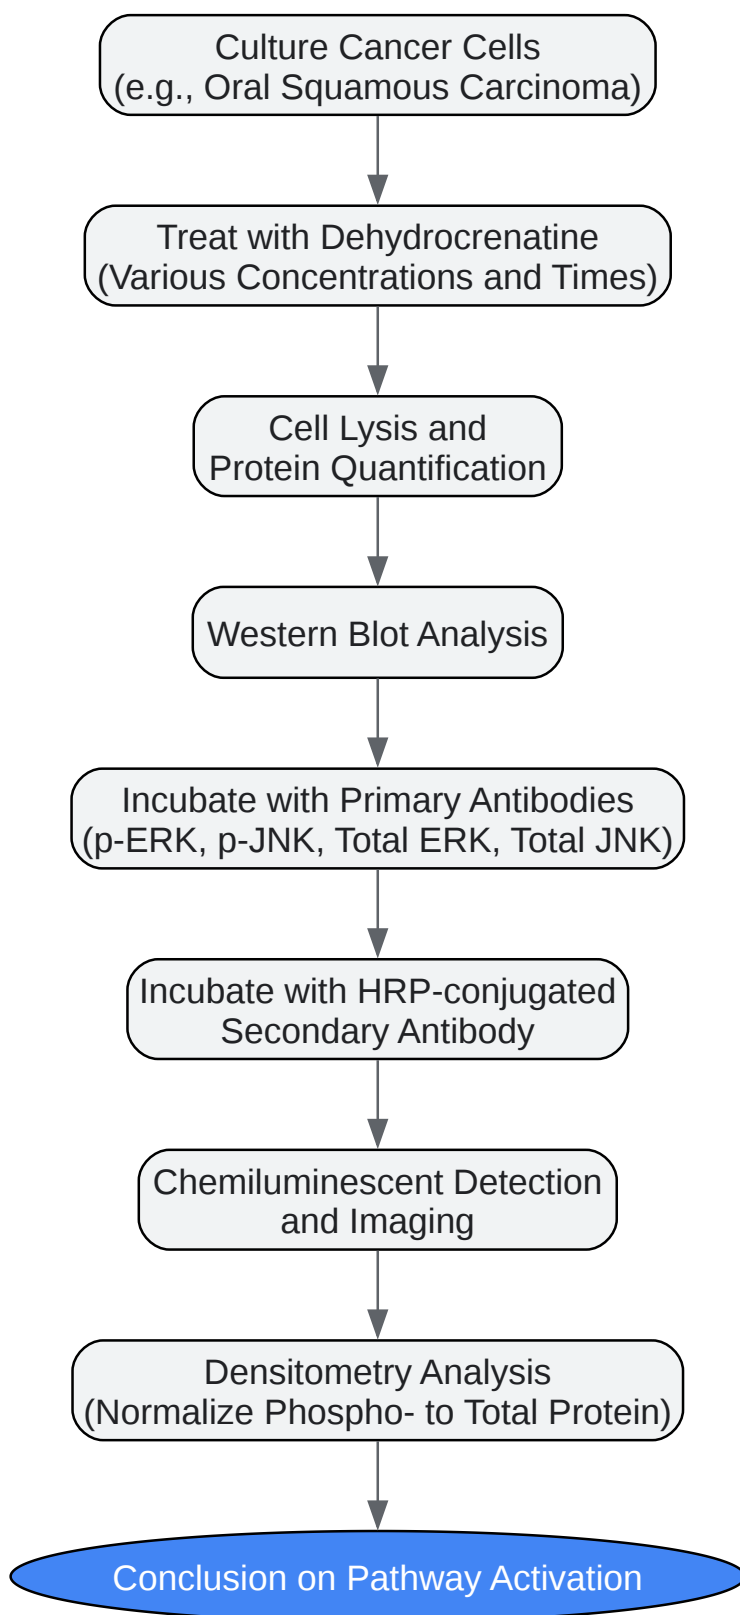 Culture Cancer Cells
(e.g., Oral Squamous Carcinoma)
Treat with Dehydrocrenatine
(Various Concentrations and Times)
Cell Lysis and
Protein Quantification
Western Blot Analysis
Incubate with Primary Antibodies
(p-ERK, p-JNK, Total ERK, Total JNK)
Incubate with HRP-conjugated
Secondary Antibody
Chemiluminescent Detection
and Imaging
Densitometry Analysis
(Normalize Phospho- to Total Protein)
Conclusion on Pathway Activation